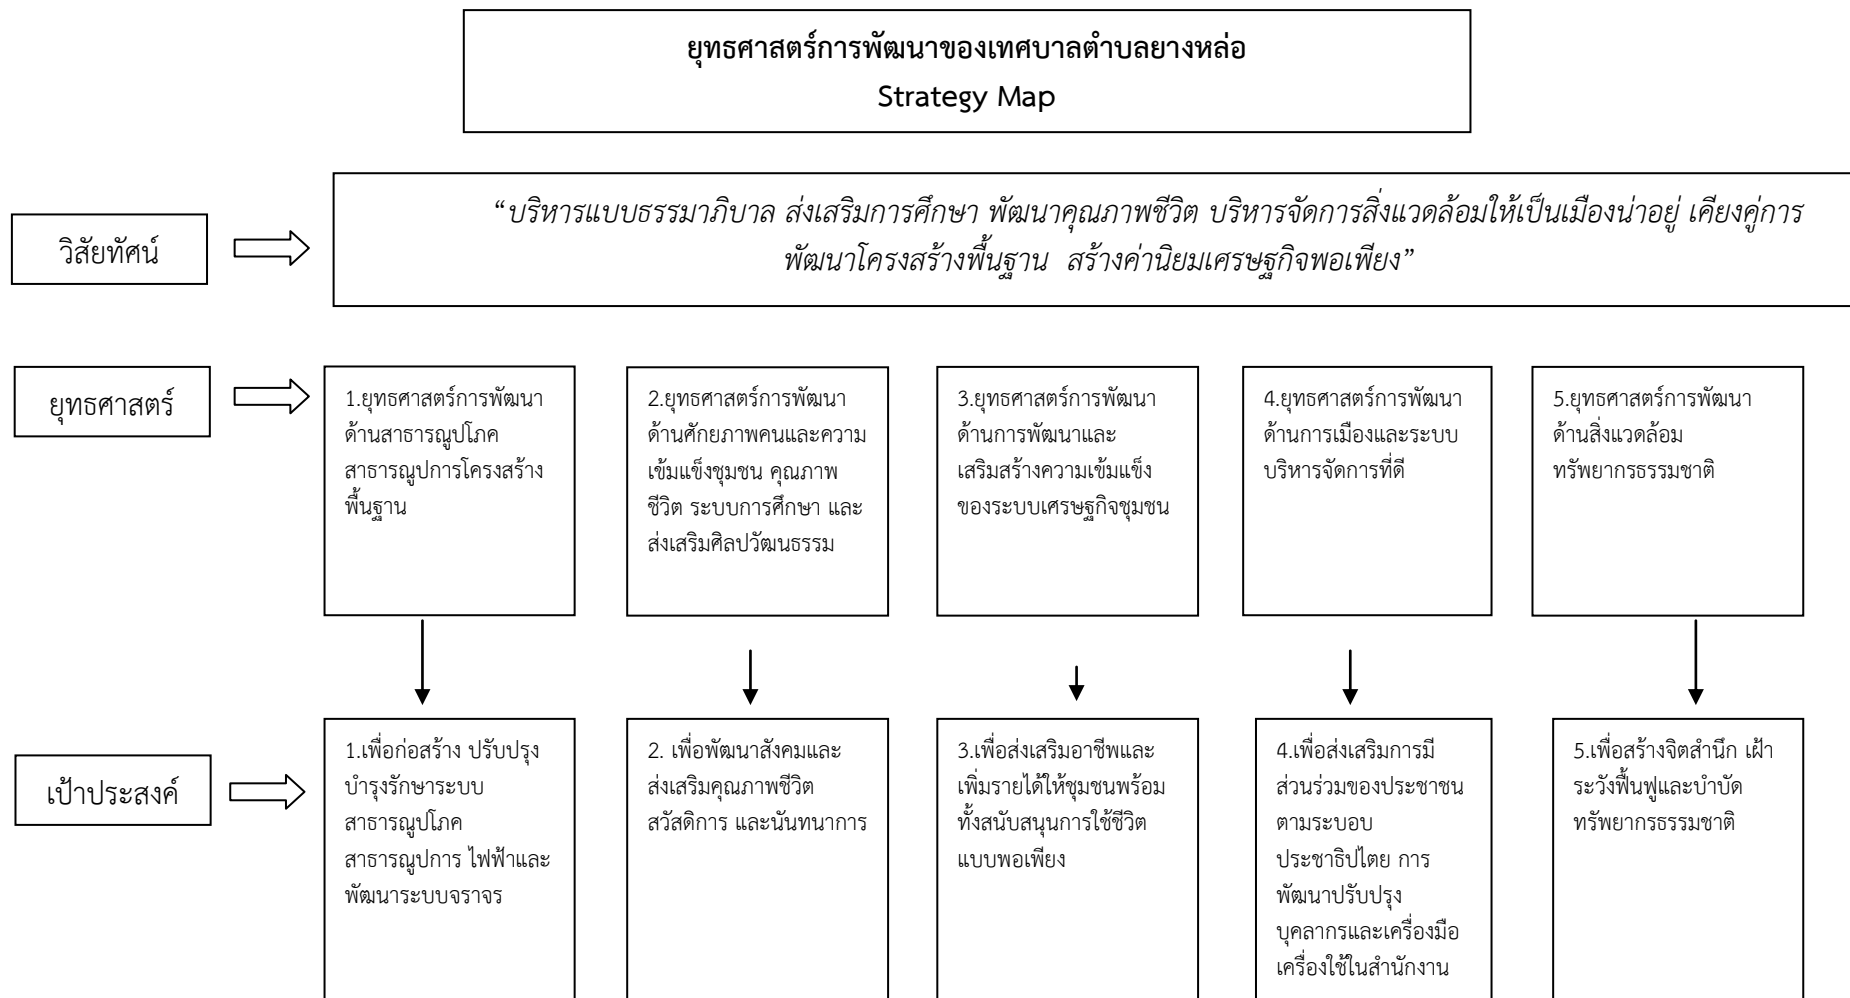 ยุทธศาสตร์การพัฒนาของเทศบาลตำบลยางหล่อ
Strategy Map
วิสัยทัศน์
“บริหารแบบธรรมาภิบาล ส่งเสริมการศึกษา พัฒนาคุณภาพชีวิต บริหารจัดการสิ่งแวดล้อมให้เป็นเมืองน่าอยู่ เคียงคู่การ
พัฒนาโครงสร้างพื้นฐาน สร้างค่านิยมเศรษฐกิจพอเพียง”
ยุทธศาสตร์
1.ยุทธศาสตร์การพัฒนา
ด้านสาธารณูปโภค
สาธารณูปการโครงสร้าง
พื้นฐาน
2.ยุทธศาสตร์การพัฒนา
ด้านศักยภาพคนและความ
เข้มแข็งชุมชน คุณภาพ
ชีวิต ระบบการศึกษา และ
ส่งเสริมศิลปวัฒนธรรม
3.ยุทธศาสตร์การพัฒนา
ด้านการพัฒนาและ
เสริมสร้างความเข้มแข็ง
ของระบบเศรษฐกิจชุมชน
4.ยุทธศาสตร์การพัฒนา
ด้านการเมืองและระบบ
บริหารจัดการที่ดี
5.ยุทธศาสตร์การพัฒนา
ด้านสิ่งแวดล้อม
ทรัพยากรธรรมชาติ
เป้าประสงค์
1.เพื่อก่อสร้าง ปรับปรุง
บำรุงรักษาระบบ
สาธารณูปโภค
สาธารณูปการ ไฟฟ้าและ
พัฒนาระบบจราจร
2. เพื่อพัฒนาสังคมและ
ส่งเสริมคุณภาพชีวิต
สวัสดิการ และนันทนาการ
3.เพื่อส่งเสริมอาชีพและ
เพิ่มรายได้ให้ชุมชนพร้อม
ทั้งสนับสนุนการใช้ชีวิต
แบบพอเพียง
4.เพื่อส่งเสริมการมี
ส่วนร่วมของประชาชน
ตามระบอบ
ประชาธิปไตย การ
พัฒนาปรับปรุง
บุคลากรและเครื่องมือ
เครื่องใช้ในสำนักงาน
5.เพื่อสร้างจิตสำนึก เฝ้า
ระวังฟื้นฟูและบำบัด
ทรัพยากรธรรมชาติ